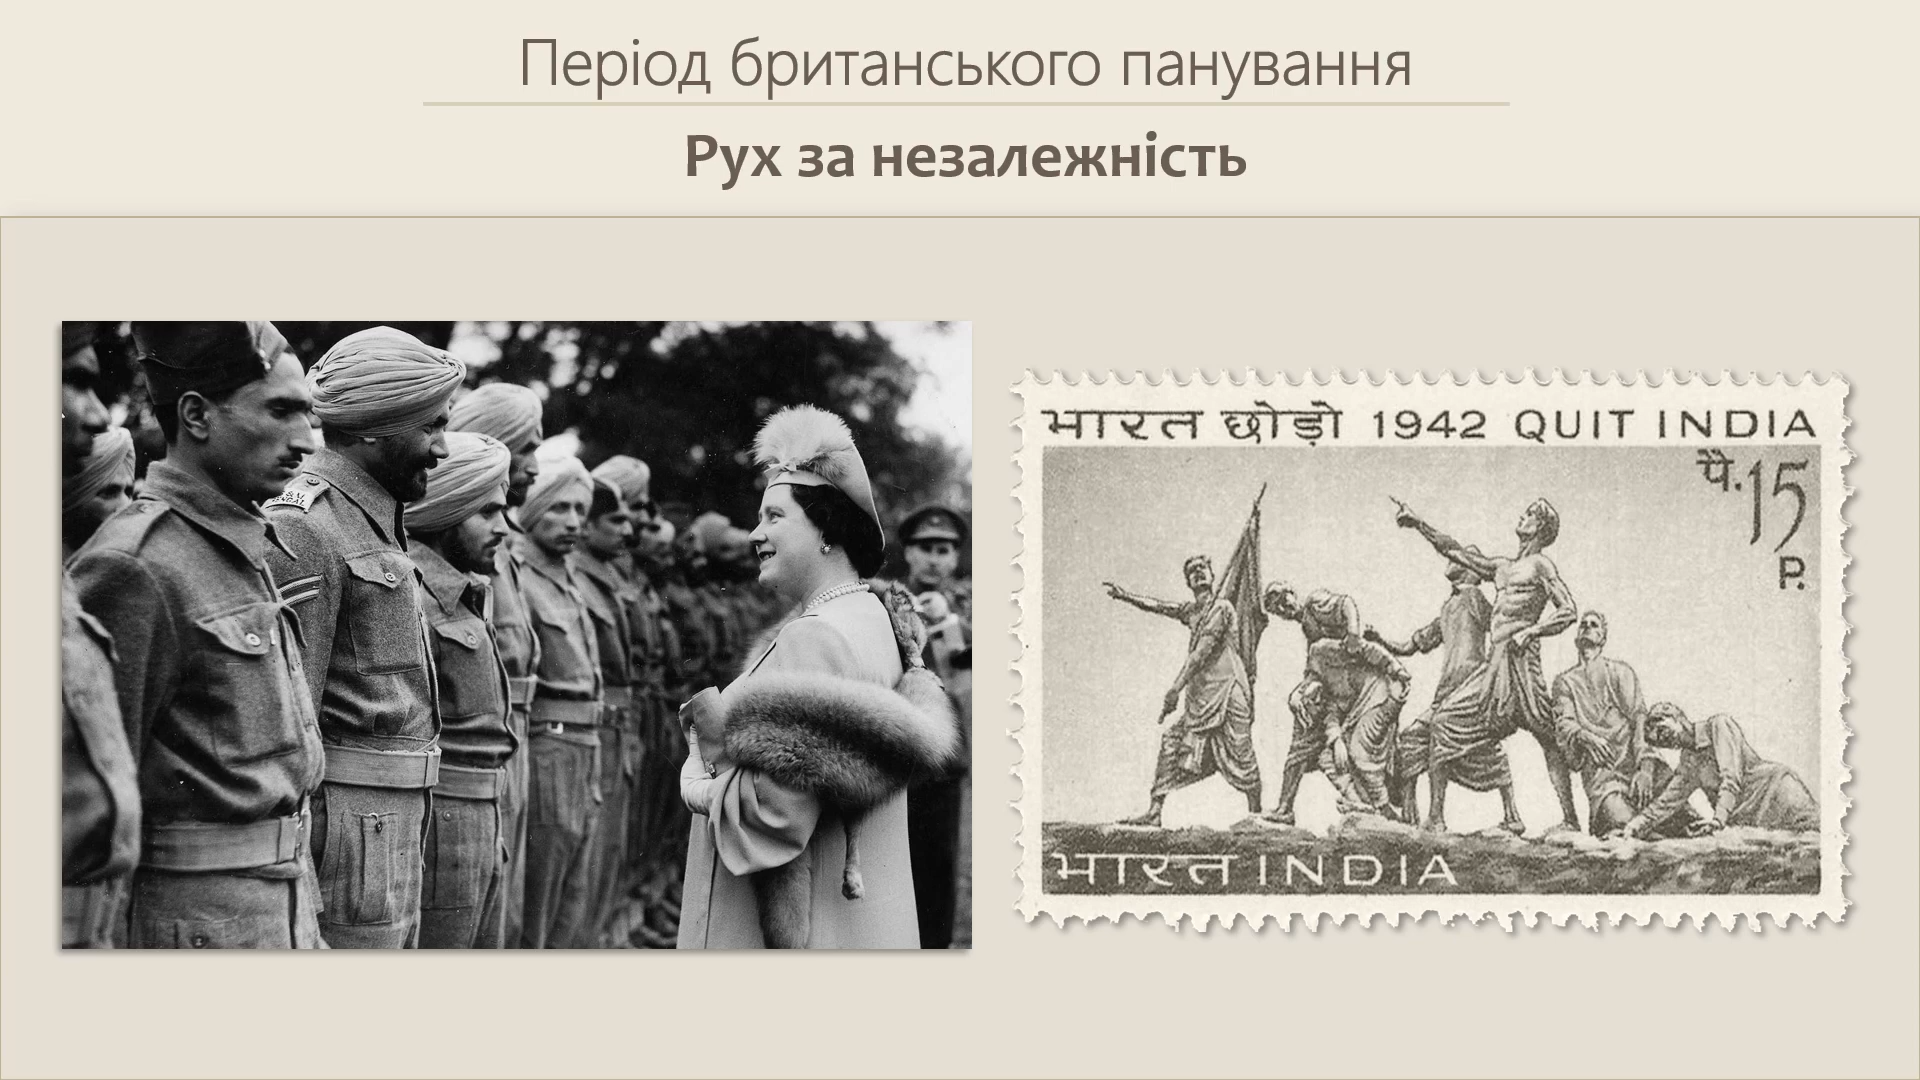 Період британського панування
Рух за незалежність
भारत छोड़ो 1942 QUIT INDIA
पै.15
P.
भारत INDIA